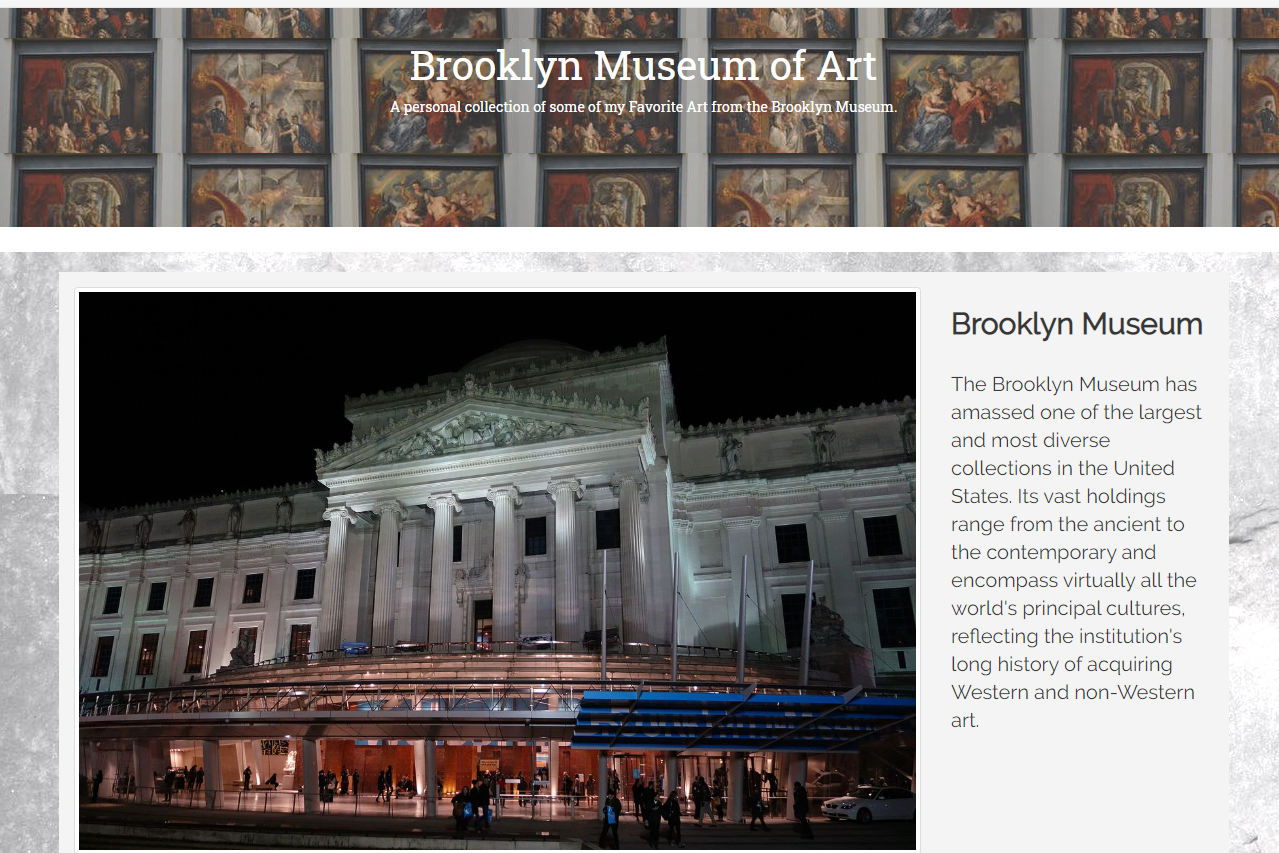 Brooklyn Museum of Art
A personal collection of some of my Favorite Art from the Brooklyn Museum.
Brooklyn Museum
The Brooklyn Museum has
amassed one of the largest
and most diverse
collections in the United
States. Its vast holdings
range from the ancient to
the contemporary and
encompass virtually all the
world's principal cultures,
reflecting the institution's
long history of acquiring
Western and non-Western
art.